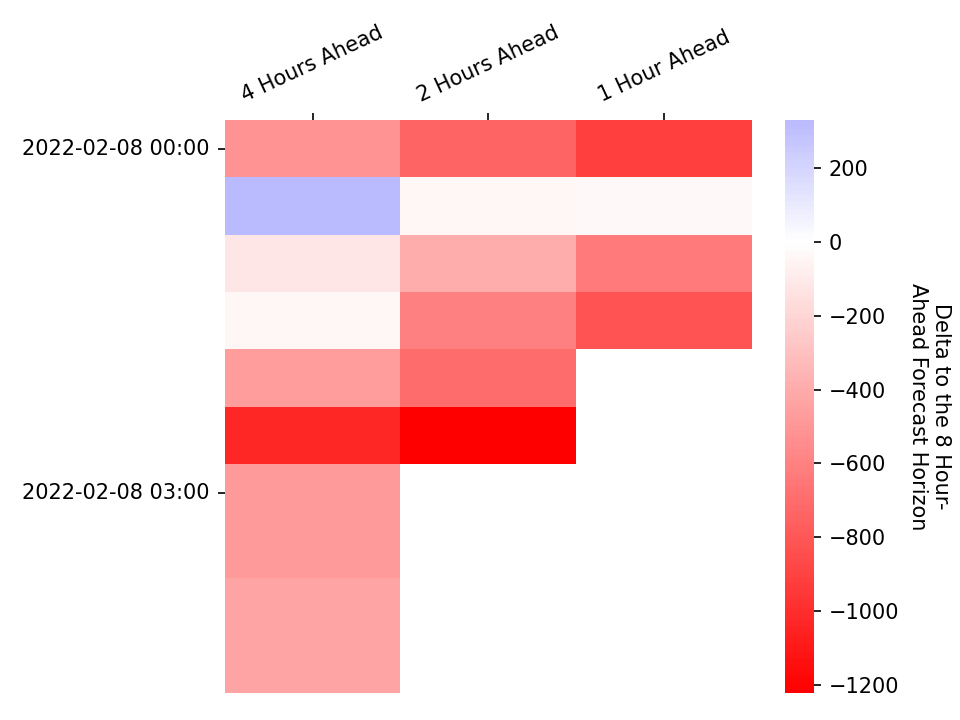 4 Hours Ahead
2 Hours Ahead
1 Hour Ahead
2022-02-08 00:00
2022-02-08 03:00
200
0
−200
−400
−600
−800
−1000
−1200
Delta to the 8 Hour-
Ahead Forecast Horizon